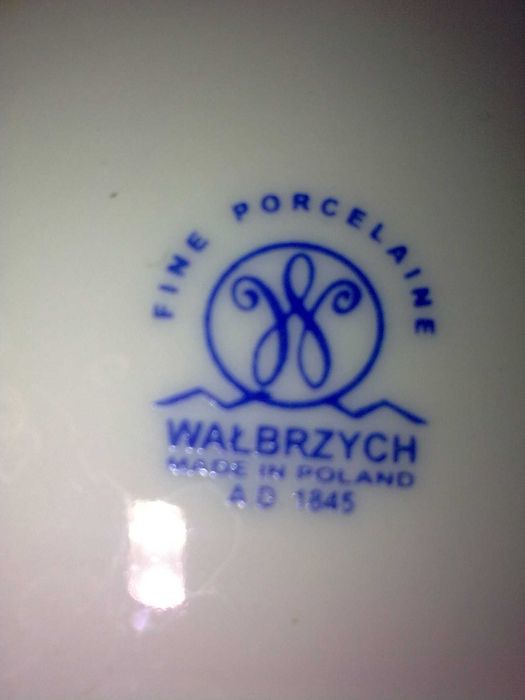 FINE PORCELAINE
W
WAŁBRZYCH
MADE IN POLAND
A D 1845